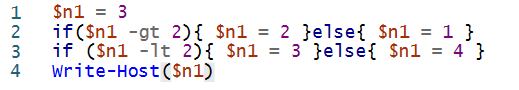 1 $n1 = 3
2 if($n1 -gt 2){ $n1 = 2 }else{ $n1 = 1 }
3 if ($n1 -lt 2){ $n1 = 3 }else{ $n1 = 4 }
4 Write-Host($n1)